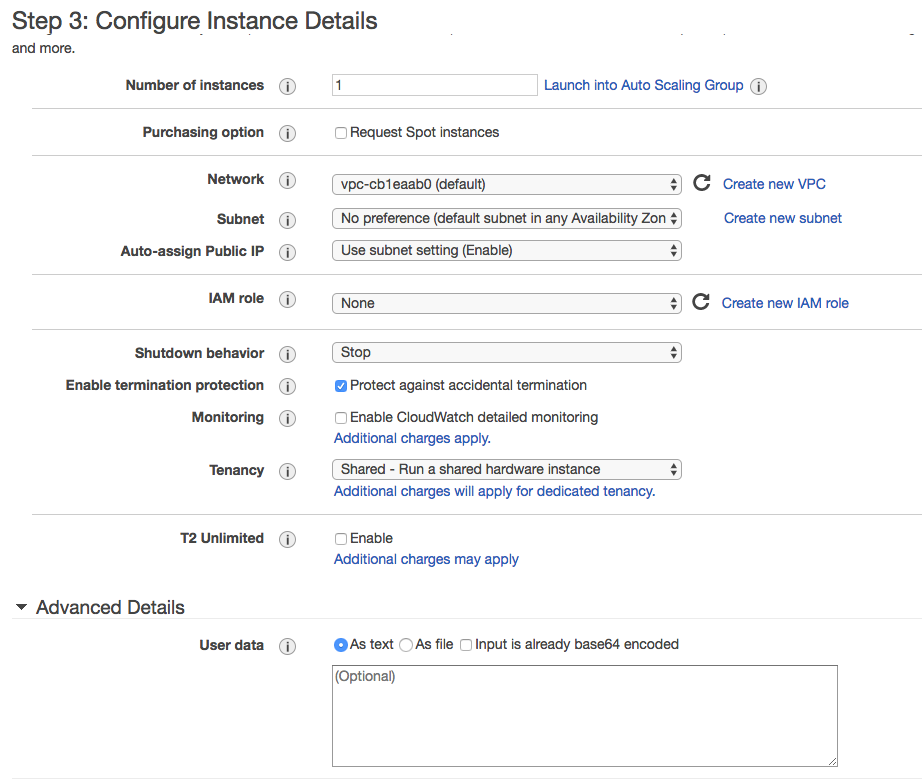 Step 3: Configure Instance Details
and more.
Number of instances i 1 Launch into Auto Scaling Group i
Purchasing option i Request Spot instances
Network i vpc-cb1eaab0 (default) Create new VPC
Subnet i No preference (default subnet in any Availability Zon Create new subnet
Auto-assign Public IP i Use subnet setting (Enable)
IAM role i None Create new IAM role
Shutdown behavior i Stop
Enable termination protection i Protect against accidental termination
Monitoring i Enable CloudWatch detailed monitoring
Additional charges apply.
Tenancy i Shared - Run a shared hardware instance
Additional charges will apply for dedicated tenancy.
T2 Unlimited i Enable
Additional charges may apply
Advanced Details
User data i As text As file Input is already base64 encoded
(Optional)